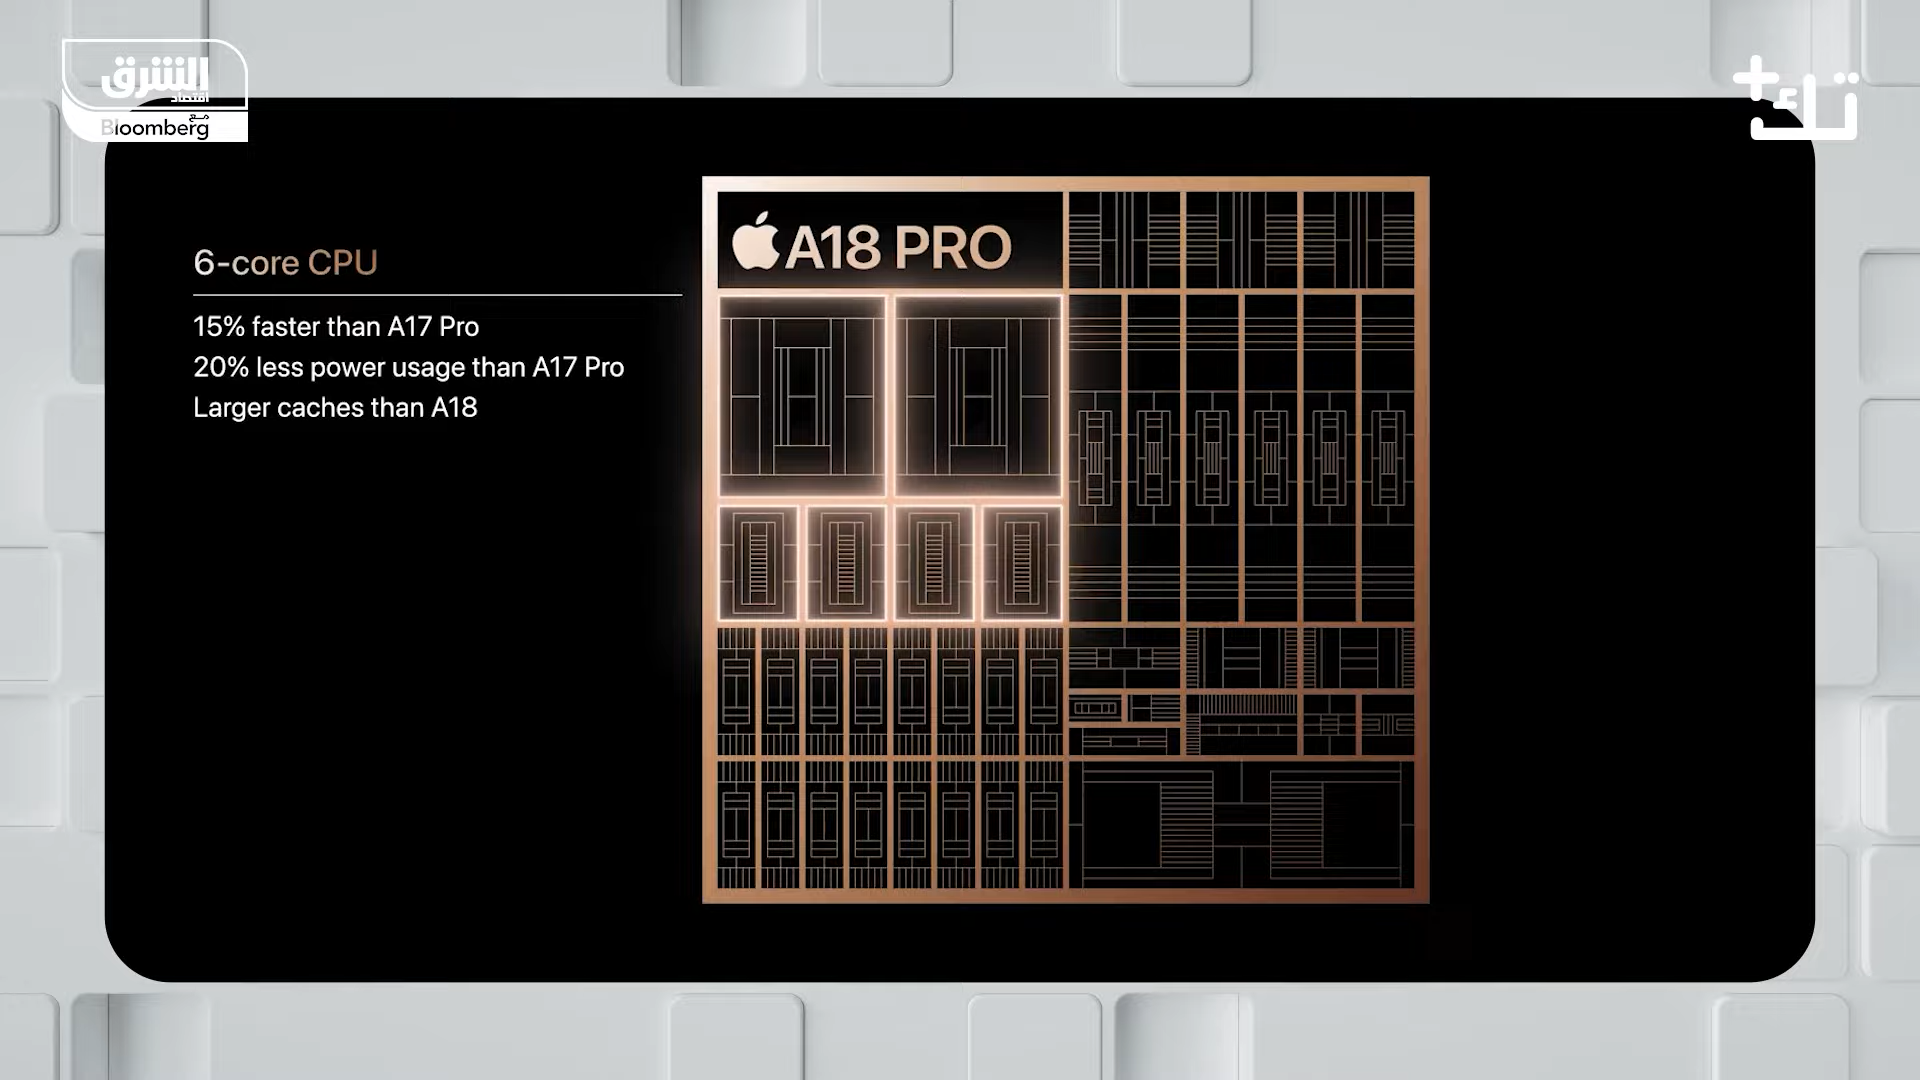 الشرق
اقتصاد
مع
Bloomberg
تك+
6-core CPU
15% faster than A17 Pro
20% less power usage than A17 Pro
Larger caches than A18
A18 PRO